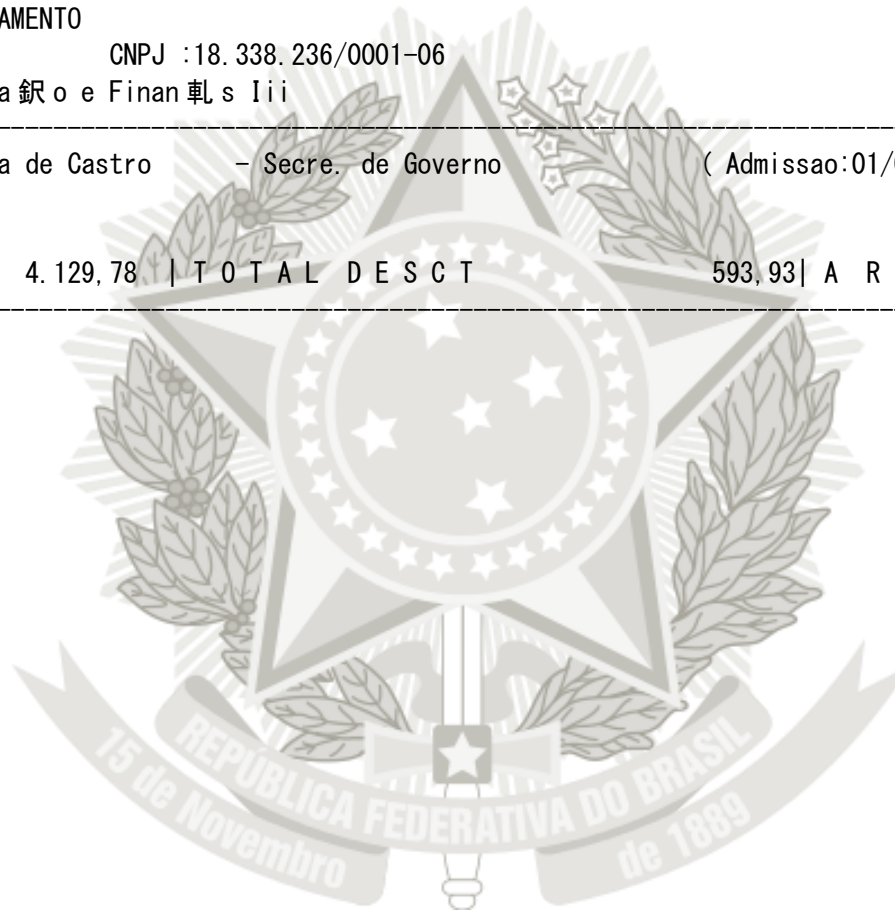 AMENTO
CNPJ :18.338.236/0001-06
a 釈 o e Finan 軋 s Iii
a de Castro - Secre. de Governo ( Admissao:01/
4.129,78 | T O T A L D E S C T 593,93| A R
REPÚBLICA FEDERATIVA DO BRASIL
15 de Novembro de 1889